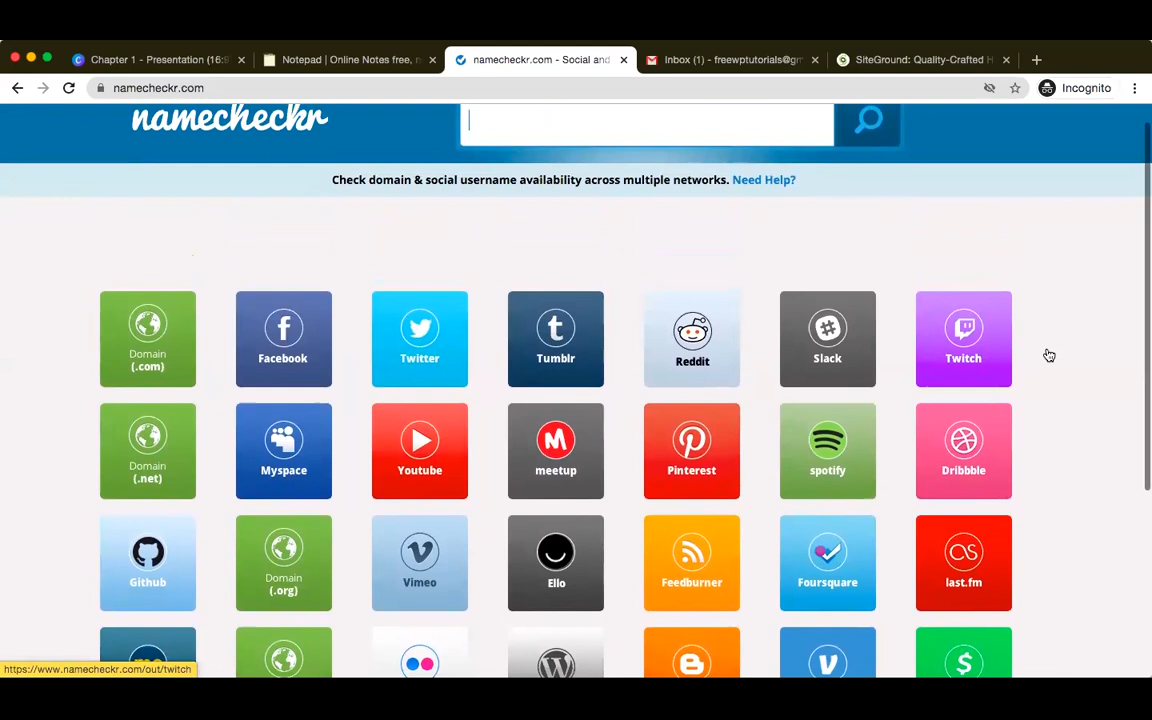 Chapter 1 - Presentation (16:9
Notepad | Online Notes free, n
namecheckr.com - Social and
Inbox (1) - freewptutorials@gm
SiteGround: Quality-Crafted H
namecheckr.com
Incognito
namecheckr
Check domain & social username availability across multiple networks. Need Help?
Domain
(.com)
Facebook
Twitter
t
Tumblr
Reddit
Slack
Twitch
Domain
(.net)
Myspace
Youtube
M
meetup
Pinterest
spotify
Dribbble
Github
Domain
(.org)
Vimeo
Ello
Feedburner
Foursquare
last.fm
https://www.namecheckr.com/out/twitch